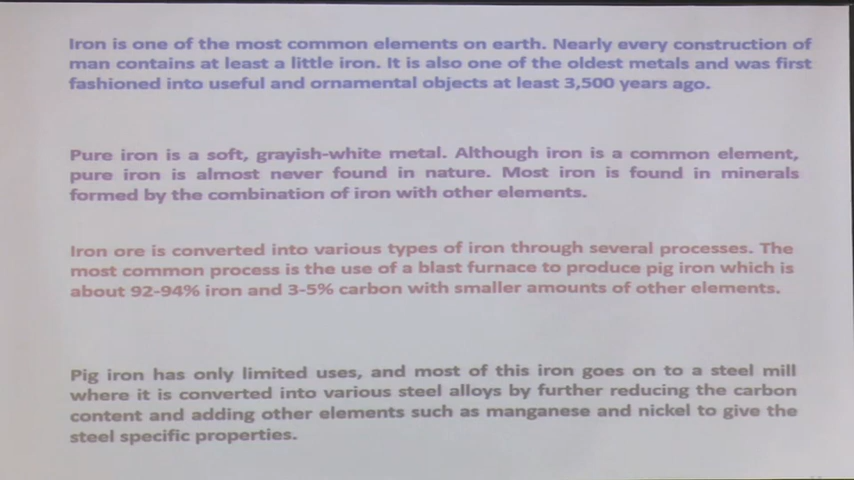 Iron is one of the most common elements on earth. Nearly every construction of
man contains at least a little iron. It is also one of the oldest metals and was first
fashioned into useful and ornamental objects at least 3,500 years ago.
Pure iron is a soft, grayish-white metal. Although iron is a common element,
pure iron is almost never found in nature. Most iron is found in minerals
formed by the combination of iron with other elements.
Iron ore is converted into various types of iron through several processes. The
most common process is the use of a blast furnace to produce pig iron which is
about 92-94% iron and 3-5% carbon with smaller amounts of other elements.
Pig iron has only limited uses, and most of this iron goes on to a steel mill
where it is converted into various steel alloys by further reducing the carbon
content and adding other elements such as manganese and nickel to give the
steel specific properties.